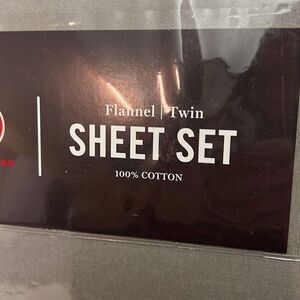 Flannel | Twin
SHEET SET
100% COTTON